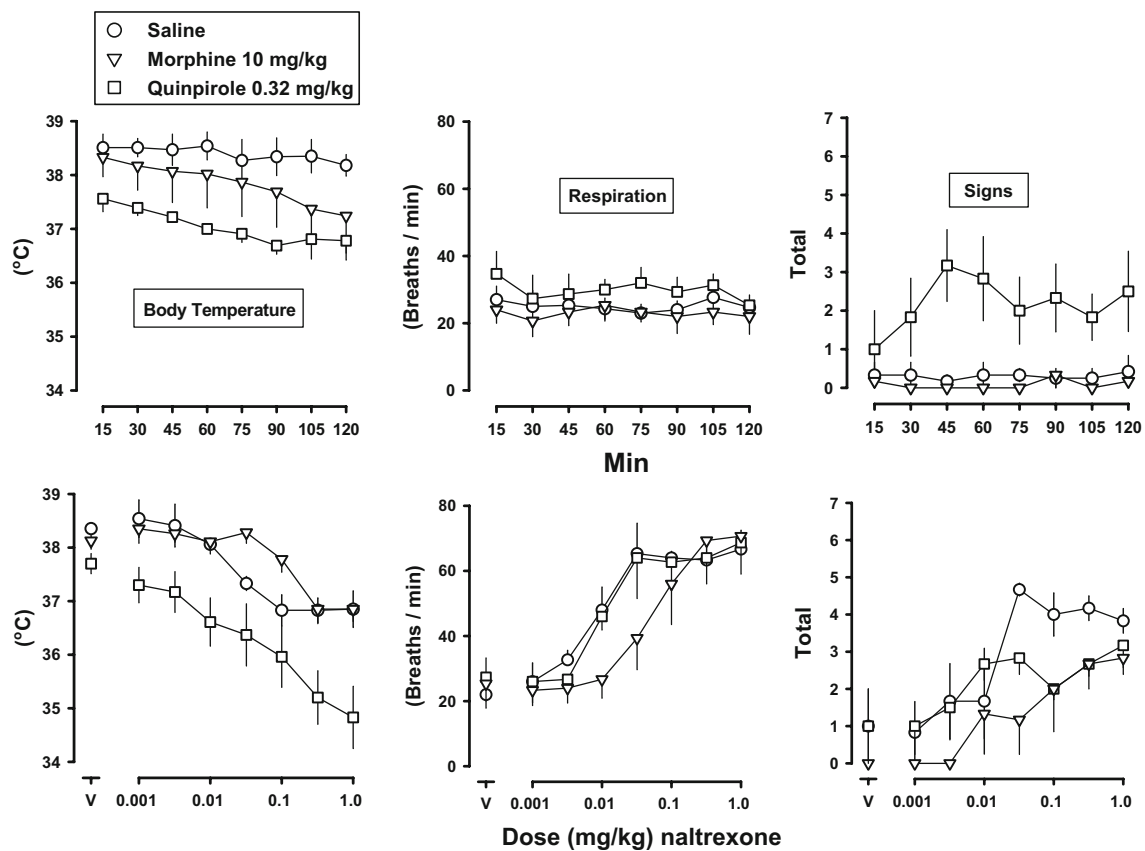 Saline
Morphine 10 mg/kg
Quinpirole 0.32 mg/kg
39
38
37
36
35
34
(°C)
Body Temperature
15 30 45 60 75 90 105 120
80
60
40
20
0
(Breaths / min)
Respiration
15 30 45 60 75 90 105 120
7
6
5
4
3
2
1
0
Total
Signs
15 30 45 60 75 90 105 120
Min
39
38
37
36
35
34
(°C)
V 0.001 0.01 0.1 1.0
80
60
40
20
0
(Breaths / min)
V 0.001 0.01 0.1 1.0
7
6
5
4
3
2
1
0
Total
V 0.001 0.01 0.1 1.0
Dose (mg/kg) naltrexone